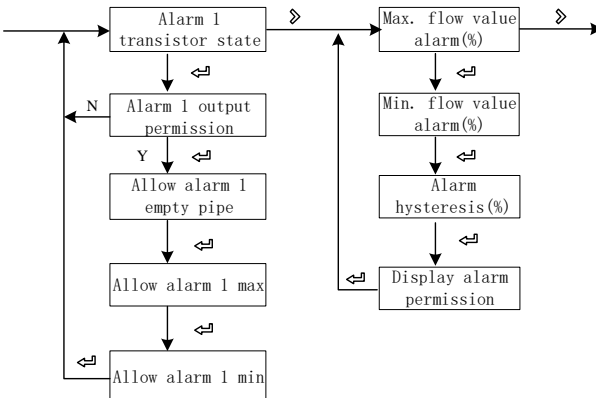 Alarm 1
transistor state
N
Alarm 1 output
permission
Y
Allow alarm 1
empty pipe
Allow alarm 1 max
Allow alarm 1 min
Max. flow value
alarm(%)
Min. flow value
alarm(%)
Alarm
hysteresis(%)
Display alarm
permission